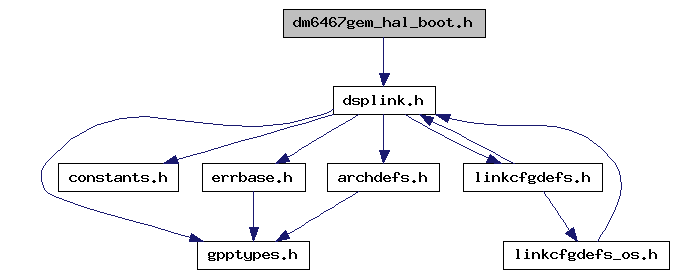 dm6467gem_hal_boot.h
dsplink.h
constants.h
errbase.h
archdefs.h
linkcfgdefs.h
gpptypes.h
linkcfgdefs_os.h